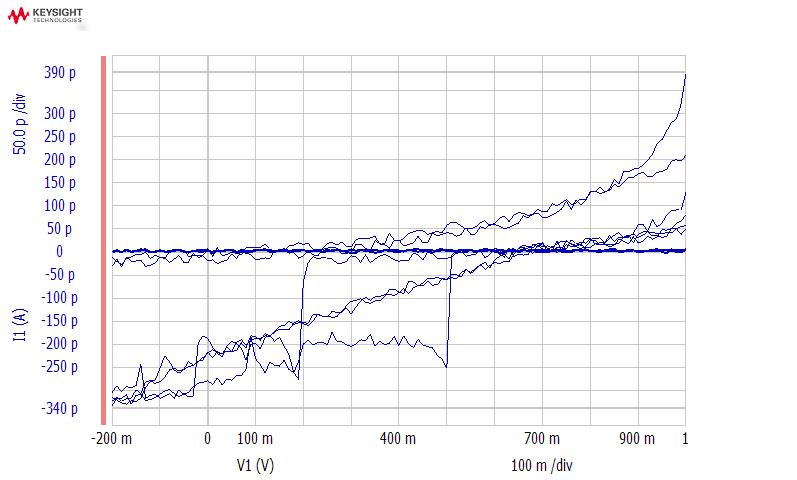 KEYSIGHT
TECHNOLOGIES
50.0 p /div
I1 (A)
390 p
300 p
250 p
200 p
150 p
100 p
50 p
0
-50 p
-100 p
-150 p
-200 p
-250 p
-340 p
-200 m 0 100 m 400 m 700 m 900 m 1
V1 (V) 100 m /div